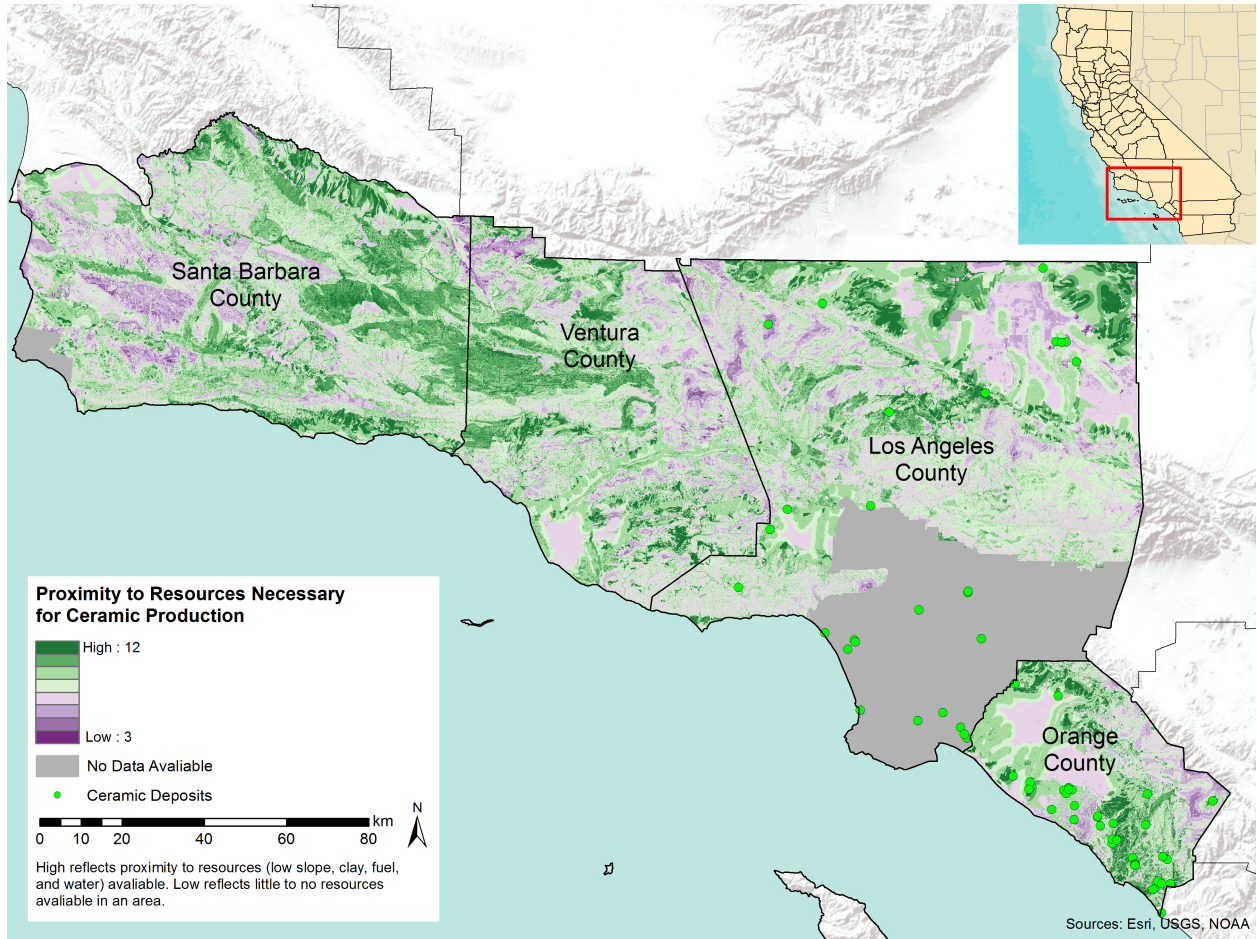 Santa Barbara
County
Ventura
County
Los Angeles
County
Orange
County
Proximity to Resources Necessary
for Ceramic Production
High : 12
Low : 3
No Data Avaliable
Ceramic Deposits
N
km
0 10 20 40 60 80
High reflects proximity to resources (low slope, clay, fuel,
and water) avaliable. Low reflects little to no resources
avaliable in an area.
Sources: Esri, USGS, NOAA